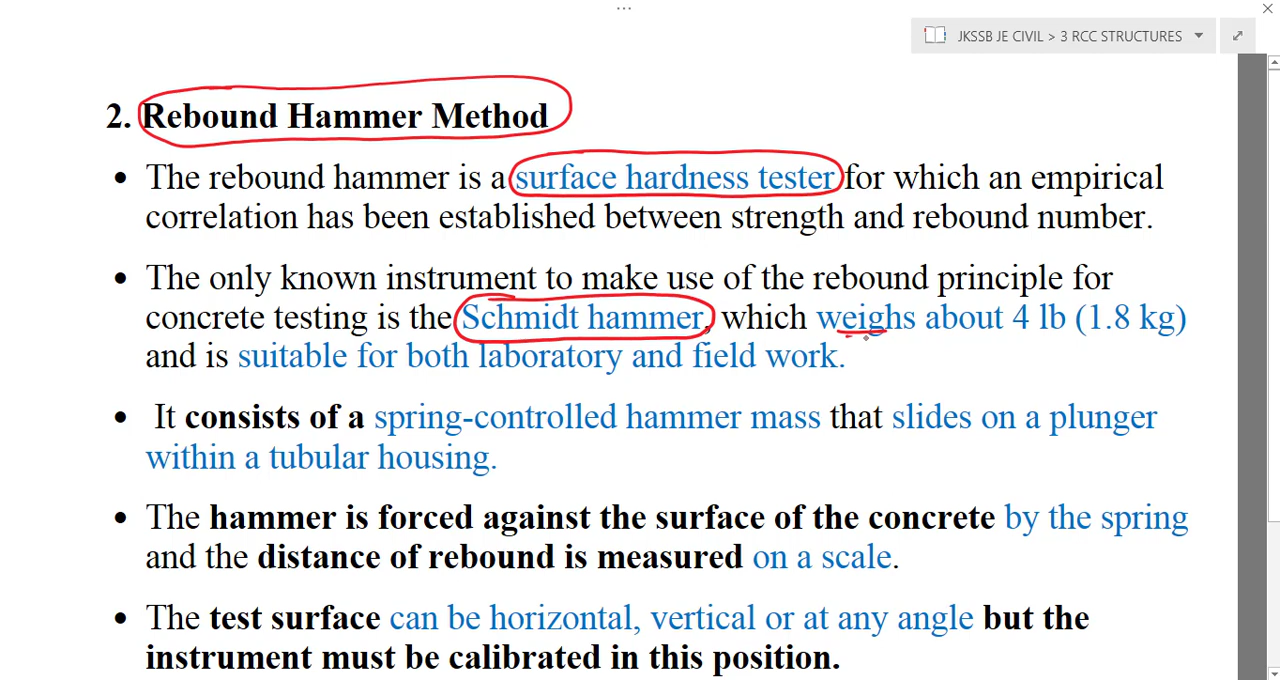 ...
JKSSB JE CIVIL > 3 RCC STRUCTURES
2. Rebound Hammer Method
• The rebound hammer is a surface hardness tester for which an empirical
correlation has been established between strength and rebound number.
• The only known instrument to make use of the rebound principle for
concrete testing is the Schmidt hammer, which weighs about 4 lb (1.8 kg)
and is suitable for both laboratory and field work.
• It consists of a spring-controlled hammer mass that slides on a plunger
within a tubular housing.
• The hammer is forced against the surface of the concrete by the spring
and the distance of rebound is measured on a scale.
• The test surface can be horizontal, vertical or at any angle but the
instrument must be calibrated in this position.